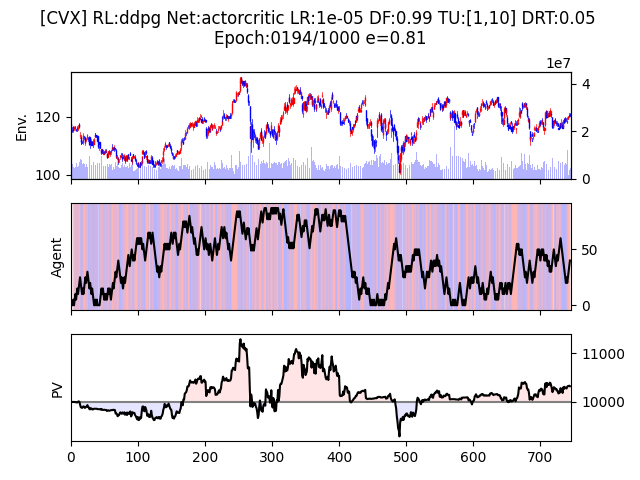 [CVX] RL:ddpg Net:actorcritic LR:1e-05 DF:0.99 TU:[1,10] DRT:0.05
Epoch:0194/1000 e=0.81
1e7
Env.
120
100
4
2
0
Agent
50
0
PV
11000
10000
0 100 200 300 400 500 600 700